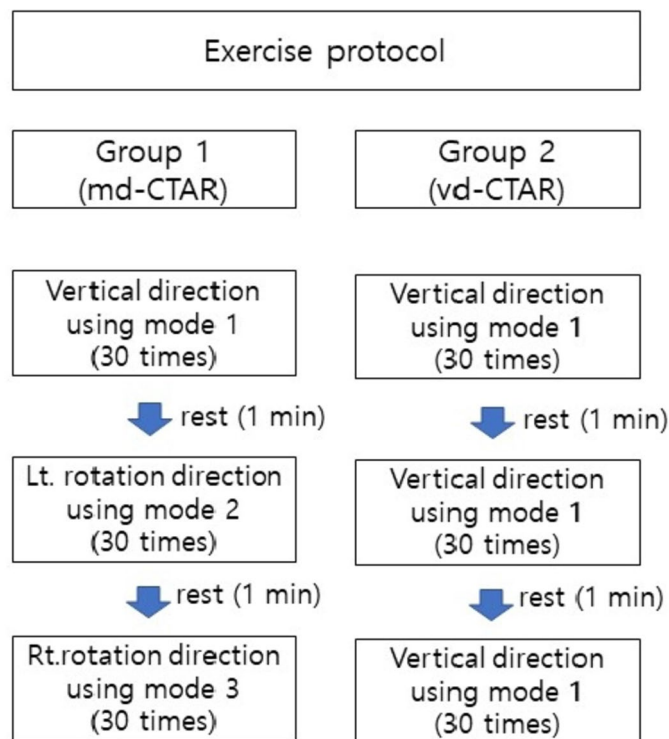 Exercise protocol
Group 1
(md-CTAR)
Group 2
(vd-CTAR)
Vertical direction
using mode 1
(30 times)
Vertical direction
using mode 1
(30 times)
rest (1 min)
rest (1 min)
Lt. rotation direction
using mode 2
(30 times)
Vertical direction
using mode 1
(30 times)
rest (1 min)
rest (1 min)
Rt.rotation direction
using mode 3
(30 times)
Vertical direction
using mode 1
(30 times)